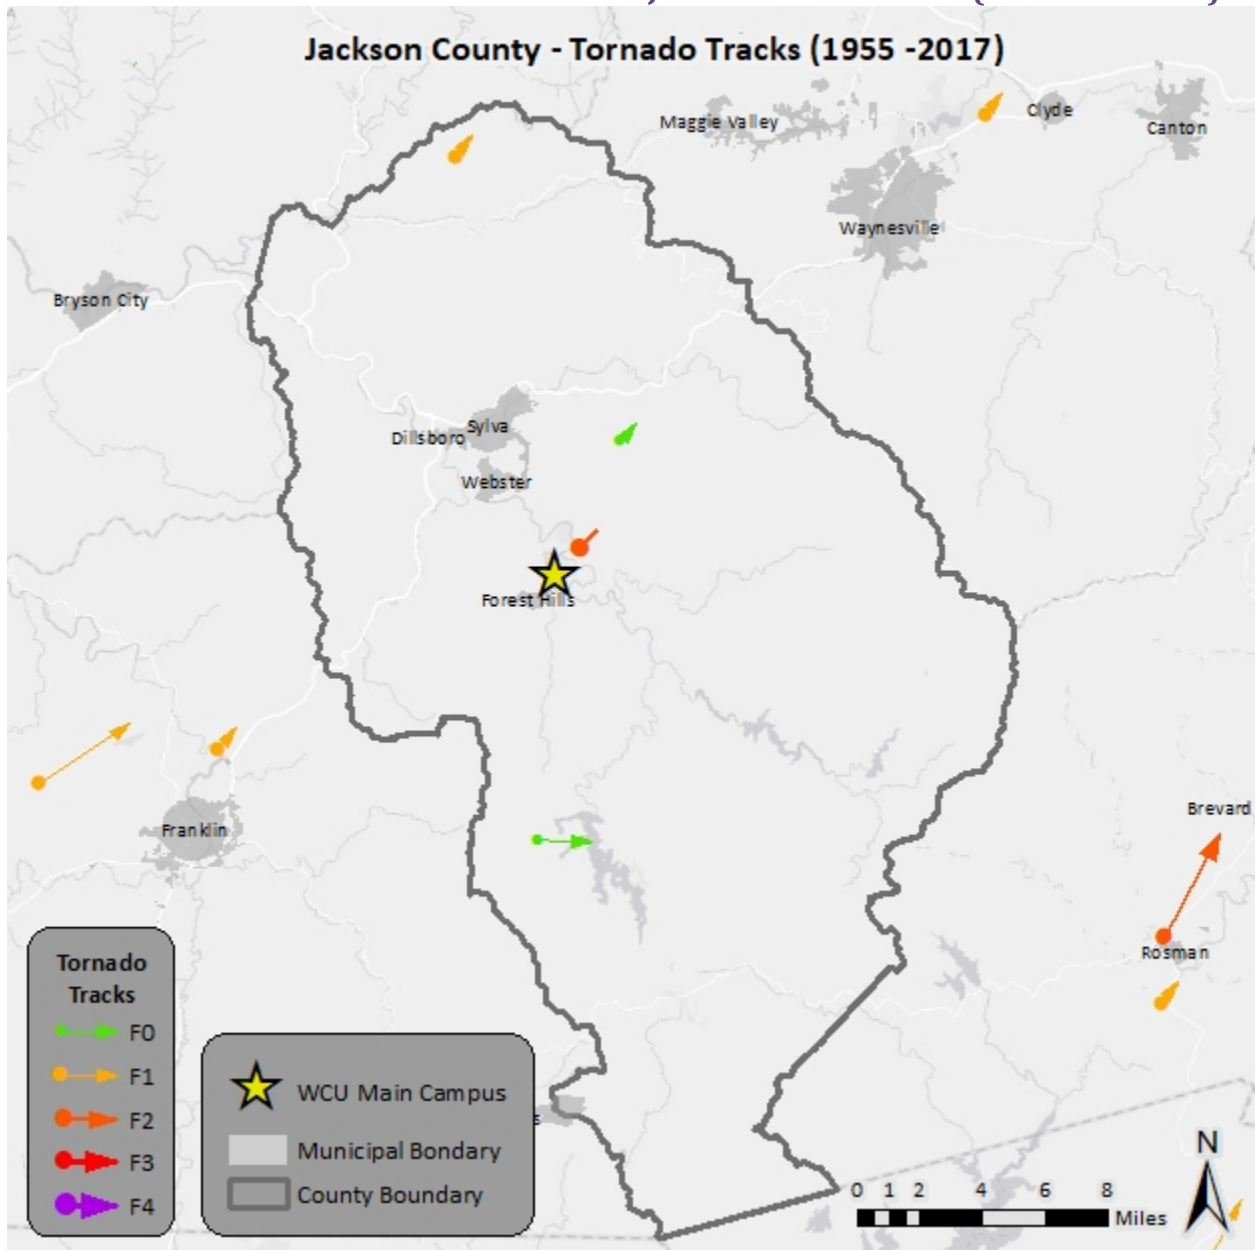 Jackson County - Tornado Tracks (1955 -2017)
Maggie Valley
Clyde
Canton
Waynesville
Bryson City
Sylva
Dillsboro
Webster
Forest Hills
Franklin
Brevard
Rosman
Tornado
Tracks
F0
F1
F2
F3
F4
WCU Main Campus
Municipal Bondary
County Boundary
s
N
0 1 2 4 6 8
Miles